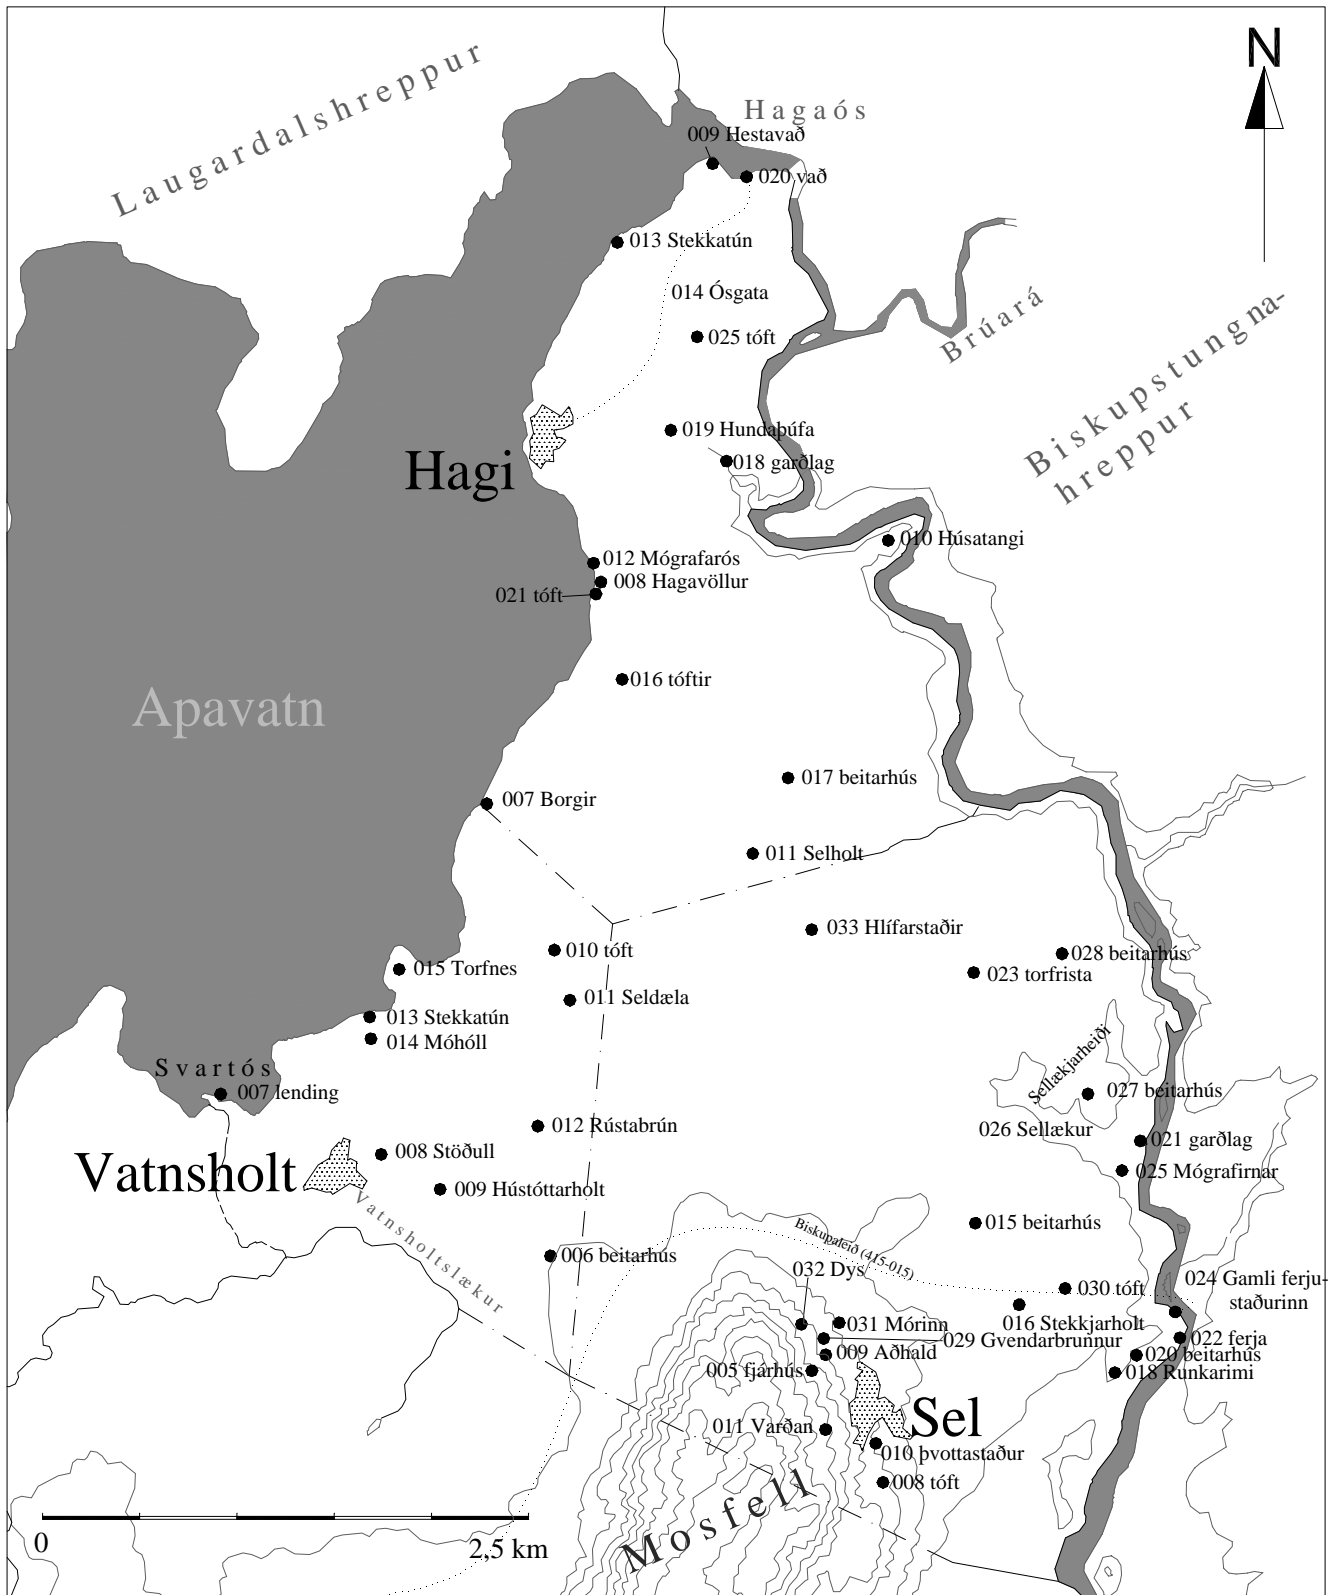 N
Laugardalshreppur
Hagaós
009 Hestavað
020 vað
013 Stekkatún
014 Ósgata
025 tóft
Brúará
Biskupstungna-
hreppur
019 Hundaþúfa
018 garðlag
Hagi
010 Húsatangi
012 Mógrafarós
008 Hagavöllur
021 tóft
016 tóftir
Apavatn
017 beitarhús
007 Borgir
011 Selholt
033 Hlífarstaðir
010 tóft
028 beitarhús
015 Torfnes
023 torfrista
011 Seldæla
013 Stekkatún
014 Móhóll
Sellækjarheiði
Svartós
007 lending
027 beitarhús
012 Rústabrún
026 Sellækur
021 garðlag
008 Stöðull
Vatnsholt
025 Mógrafirnar
009 Hústóttarholt
Vatnsholtslækur
015 beitarhús
Biskupaleið (415-015)
006 beitarhús
032 Dys
024 Gamli ferju-
staðurinn
030 tóft
016 Stekkjarholt
031 Mórinn
029 Gvendarbrunnur
022 ferja
009 Aðhald
020 beitarhús
005 fjárhús
018 Runkarimi
Sel
011 Varðan
010 þvottastaður
008 tóft
Mosfell
0
2,5 km